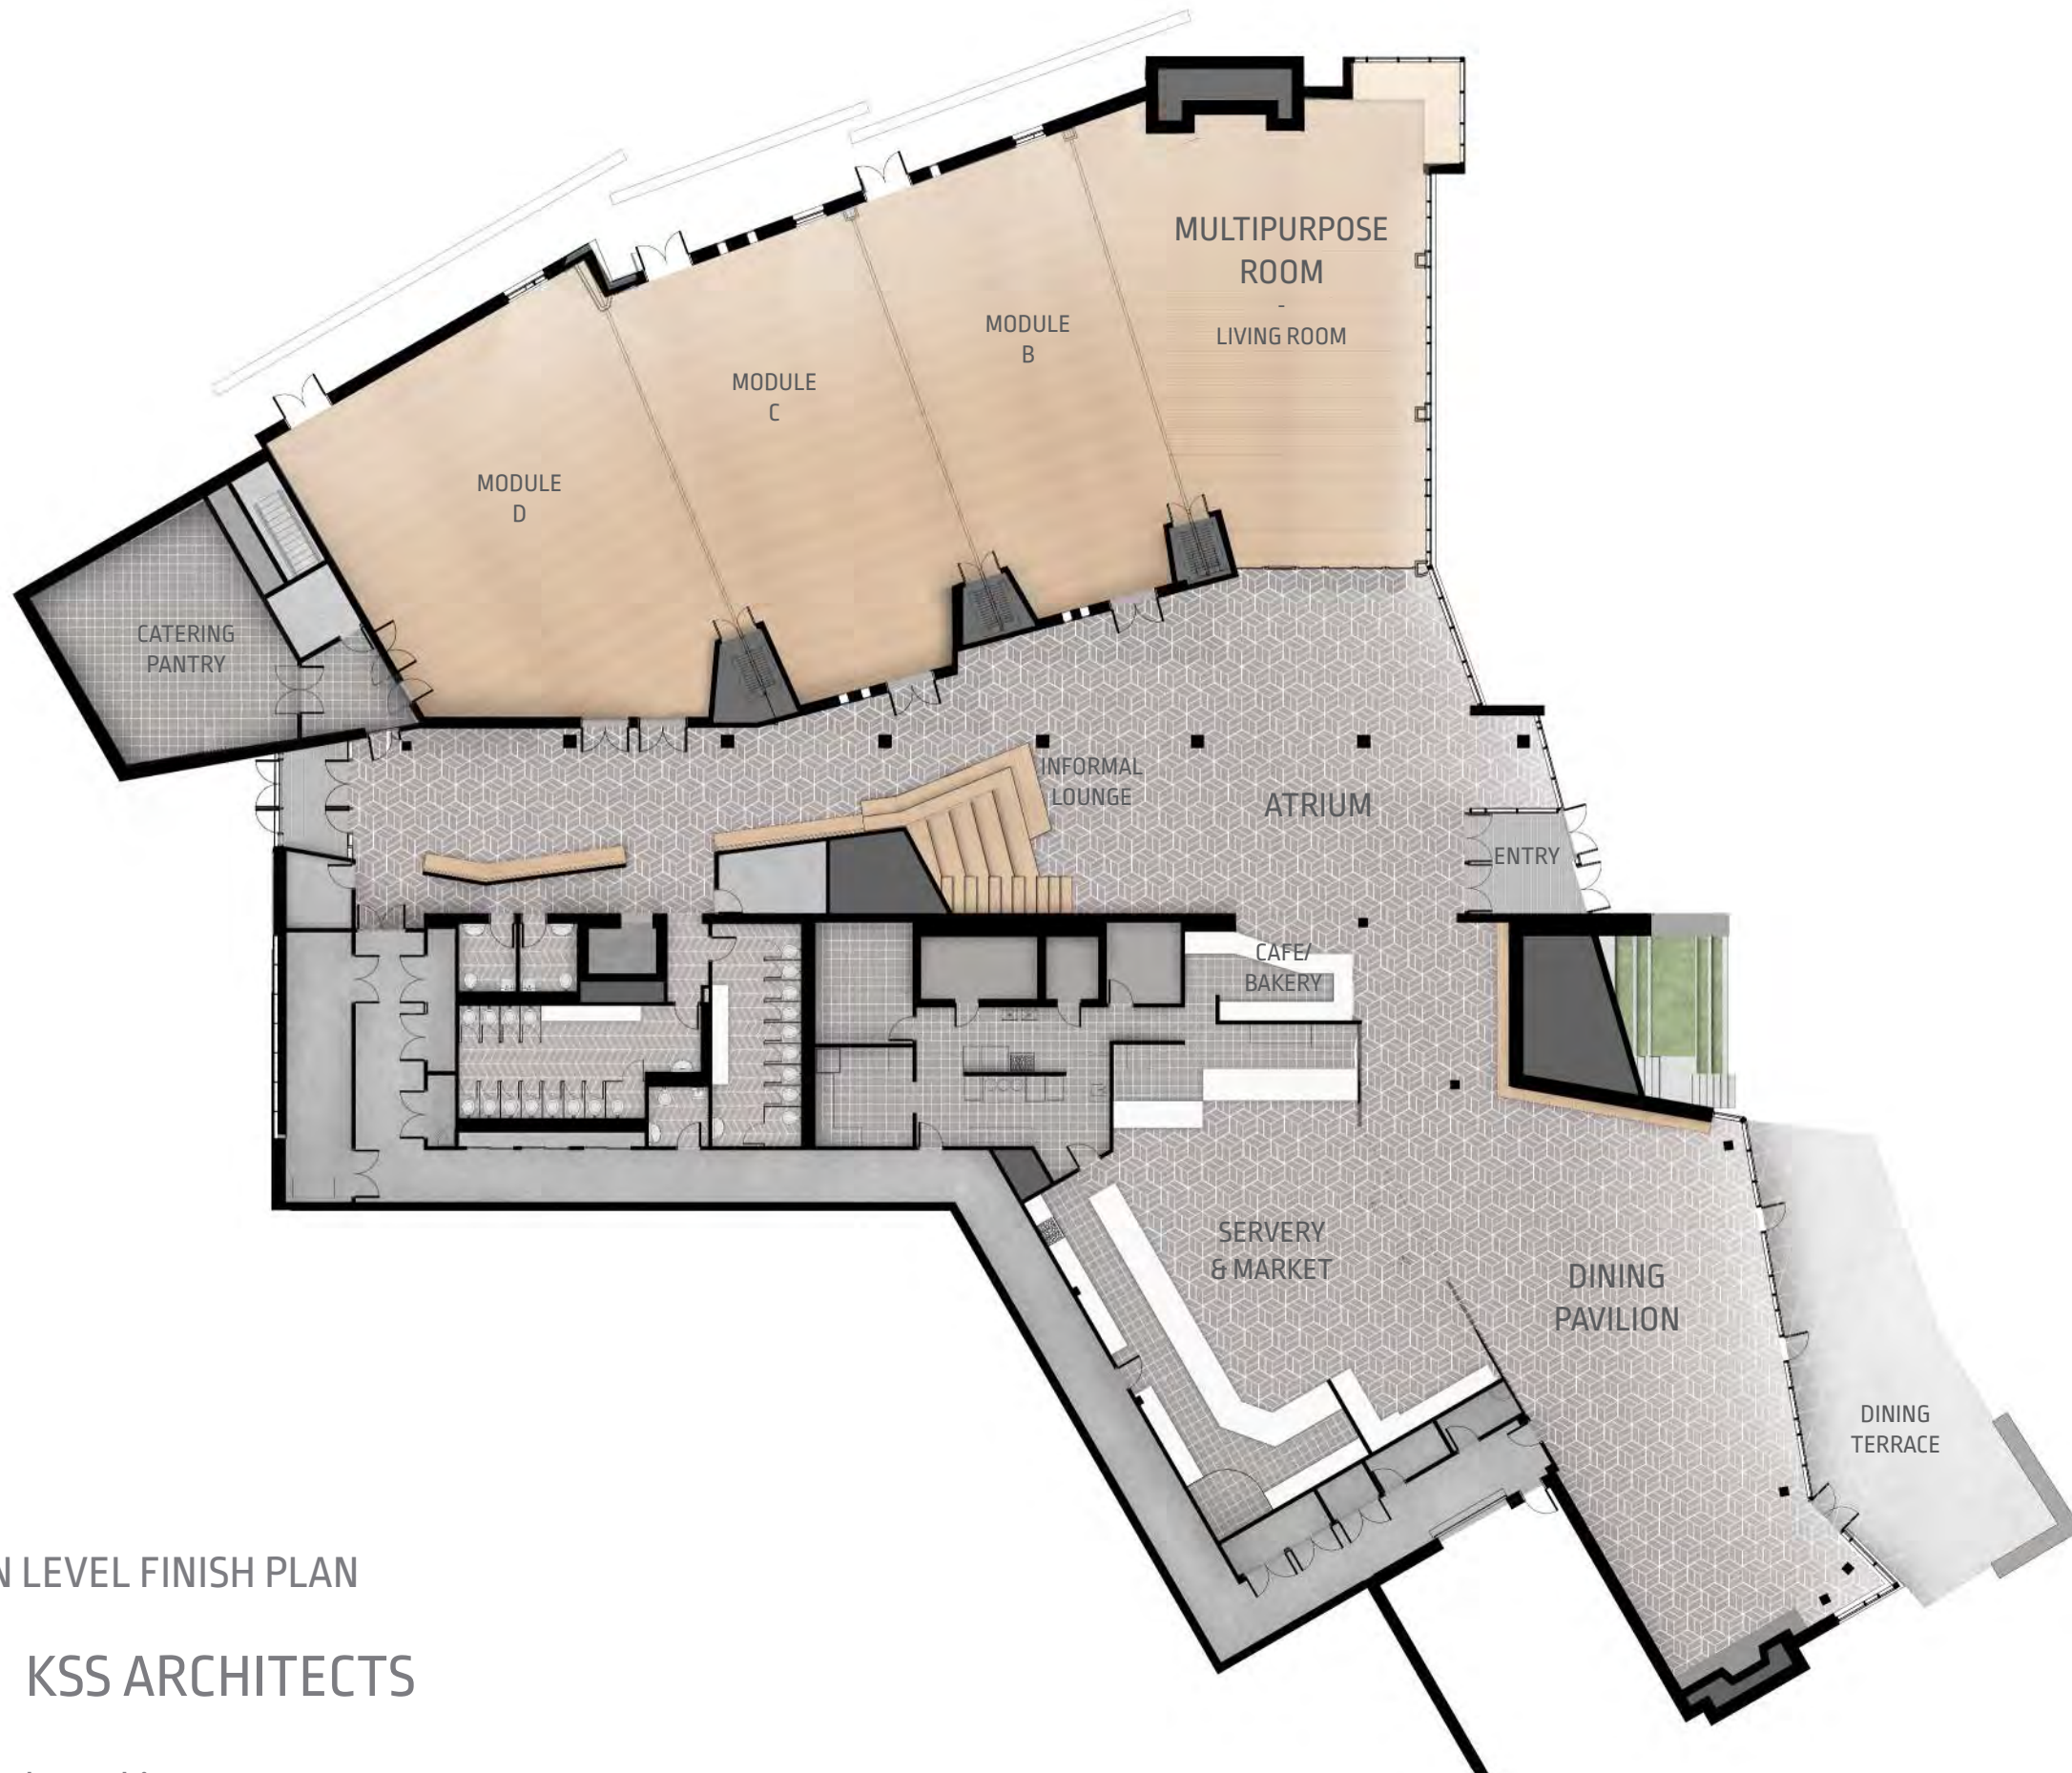 MULTIPURPOSE
ROOM
-
LIVING ROOM
MODULE
B
MODULE
C
MODULE
D
CATERING
PANTRY
INFORMAL
LOUNGE
ATRIUM
ENTRY
CAFE/
BAKERY
SERVERY
& MARKET
DINING
PAVILION
DINING
TERRACE
LEVEL FINISH PLAN
KSS ARCHITECTS